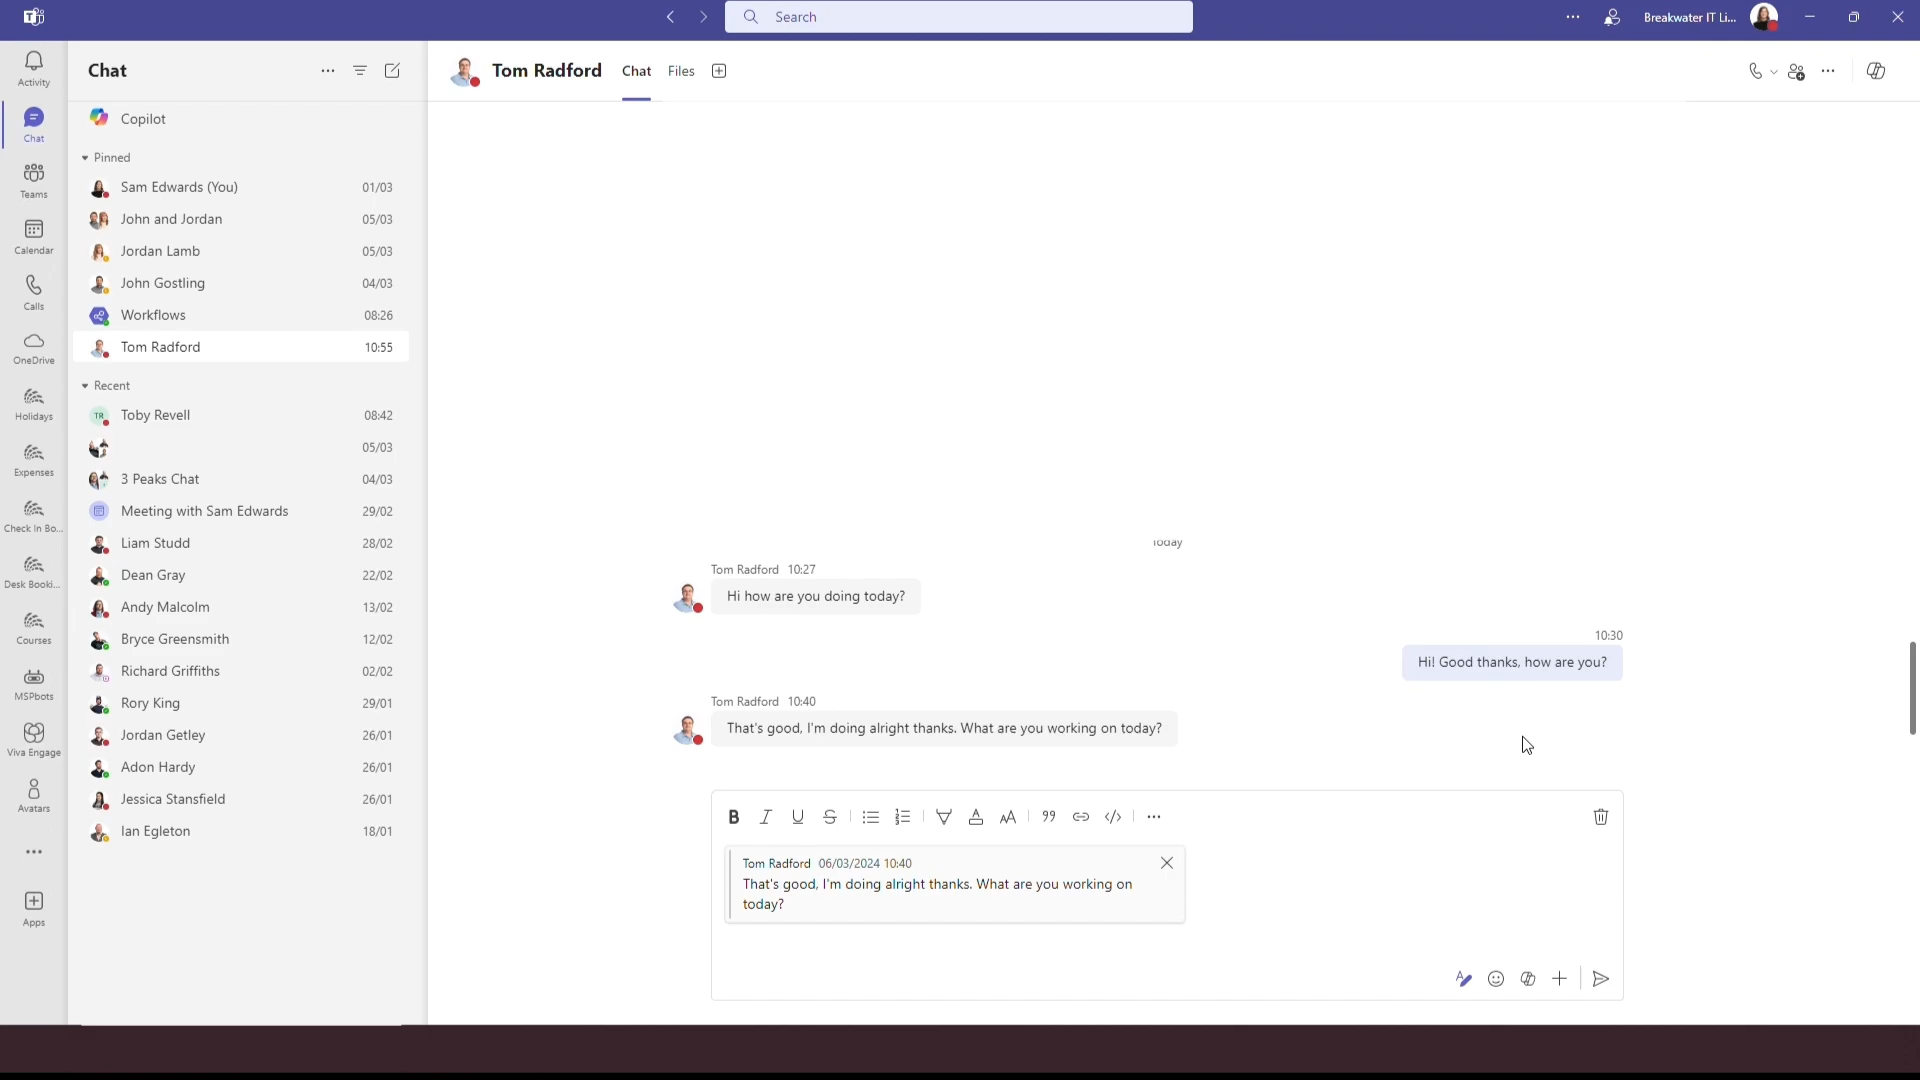 Search
Breakwater IT Li...
Activity
Chat
Teams
Calendar
Calls
OneDrive
Holidays
Expenses
Check In Bo...
Desk Booki...
Courses
MSPbots
Viva Engage
Avatars
Apps
Chat
Copilot
Pinned
Sam Edwards (You) 01/03
John and Jordan 05/03
Jordan Lamb 05/03
John Gostling 04/03
Workflows 08:26
Tom Radford 10:55
Recent
TR Toby Revell 08:42
05/03
3 Peaks Chat 04/03
Meeting with Sam Edwards 29/02
Liam Studd 28/02
Dean Gray 22/02
Andy Malcolm 13/02
Bryce Greensmith 12/02
Richard Griffiths 02/02
Rory King 29/01
Jordan Getley 26/01
Adon Hardy 26/01
Jessica Stansfield 26/01
Ian Egleton 18/01
Tom Radford Chat Files
Today
Tom Radford 10:27
Hi how are you doing today?
10:30
Hi! Good thanks, how are you?
Tom Radford 10:40
That's good, I'm doing alright thanks. What are you working on today?
Tom Radford 06/03/2024 10:40
That's good, I'm doing alright thanks. What are you working on
today?